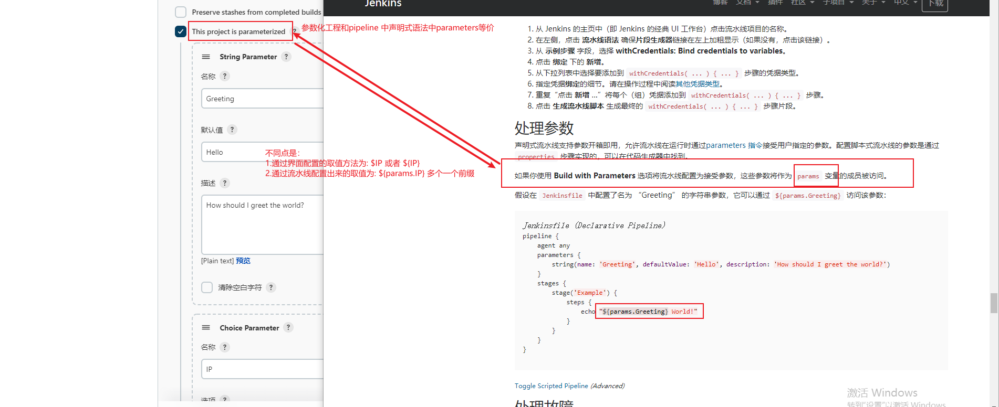 Preserve stashes from completed builds
This project is parameterized ?
String Parameter ?
名称 ?
Greeting
默认值 ?
Hello
描述 ?
How should I greet the world?
[Plain text] 预览
清除空白字符 ?
Choice Parameter ?
名称 ?
IP
选项 ?
参数化工程和pipeline 中声明式语法中parameters等价
不同点是：
1.通过界面配置的取值方法为: $IP 或者 ${IP}
2.通过流水线配置出来的取值为: ${params.IP} 多个一个前缀
Jenkins
博客 文档 插件 社区 子项目 关于 中文 下载
1. 从 Jenkins 的主页中（即 Jenkins 的经典 UI 工作台）点击流水线项目的名称。
2. 在左侧，点击 流水线语法 确保片段生成器链接在左上加粗显示（如果没有，点击该链接）。
3. 从 示例步骤 字段，选择 withCredentials: Bind credentials to variables。
4. 点击 绑定 下的 新增。
5. 从下拉列表中选择要添加到 withCredentials( ... ) { ... } 步骤的凭据类型。
6. 指定凭据绑定的细节。请在操作过程中阅读其他凭据类型。
7. 重复“点击 新增 ...”将每个（组）凭据添加到 withCredentials( ... ) { ... } 步骤。
8. 点击 生成流水线脚本 生成最终的 withCredentials( ... ) { ... } 步骤片段。
处理参数
声明式流水线支持参数开箱即用，允许流水线在运行时通过parameters 指令接受用户指定的参数。配置脚本式流水线的参数是通过
properties 步骤实现的，可以在代码生成器中找到。
如果你使用 Build with Parameters 选项将流水线配置为接受参数，这些参数将作为 params 变量的成员被访问。
假设在 Jenkinsfile 中配置了名为 “Greeting” 的字符串参数，它可以通过 ${params.Greeting} 访问该参数：
Jenkinsfile (Declarative Pipeline)
pipeline {
agent any
parameters {
string(name: 'Greeting', defaultValue: 'Hello', description: 'How should I greet the world?')
}
stages {
stage('Example') {
steps {
echo "${params.Greeting} World!"
}
}
}
}
Toggle Scripted Pipeline (Advanced)
处理故障
激活 Windows
转到"设置"以激活 Windows